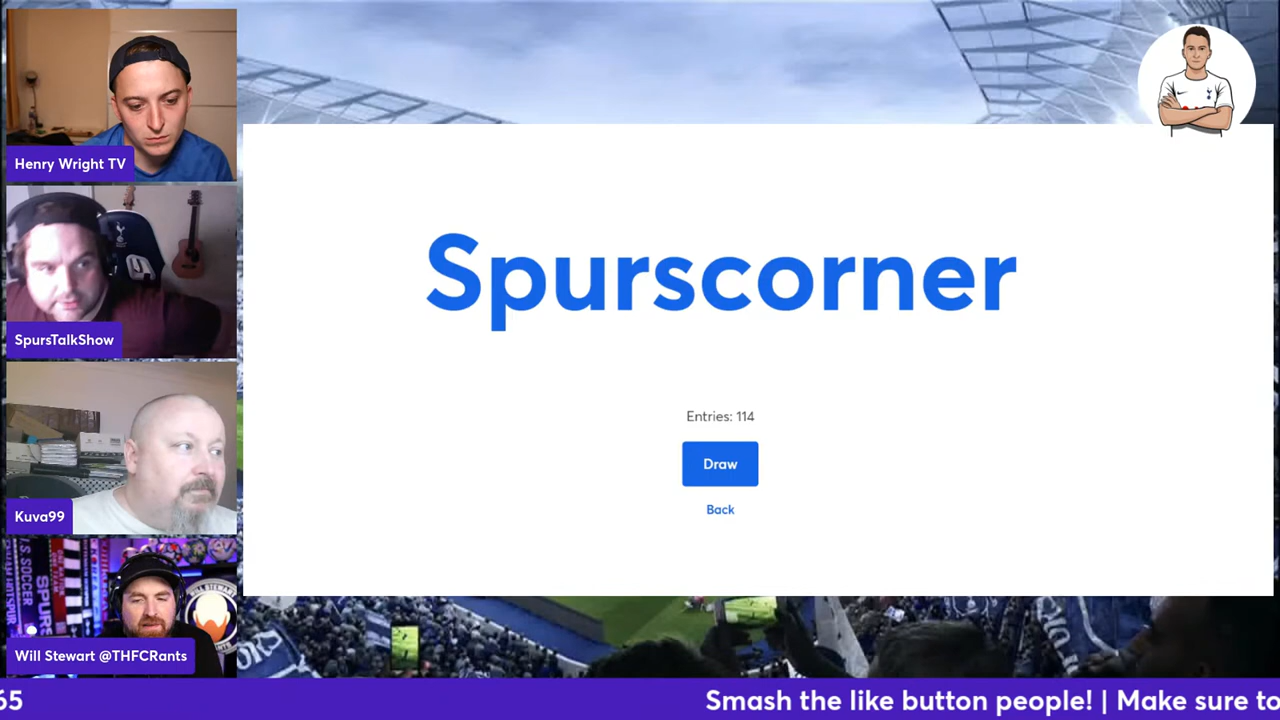 Henry Wright TV
SpursTalkShow
Kuva99
Will Stewart @THFCRants
Spurscorner
Entries: 114
Draw
Back
65
Smash the like button people! | Make sure to